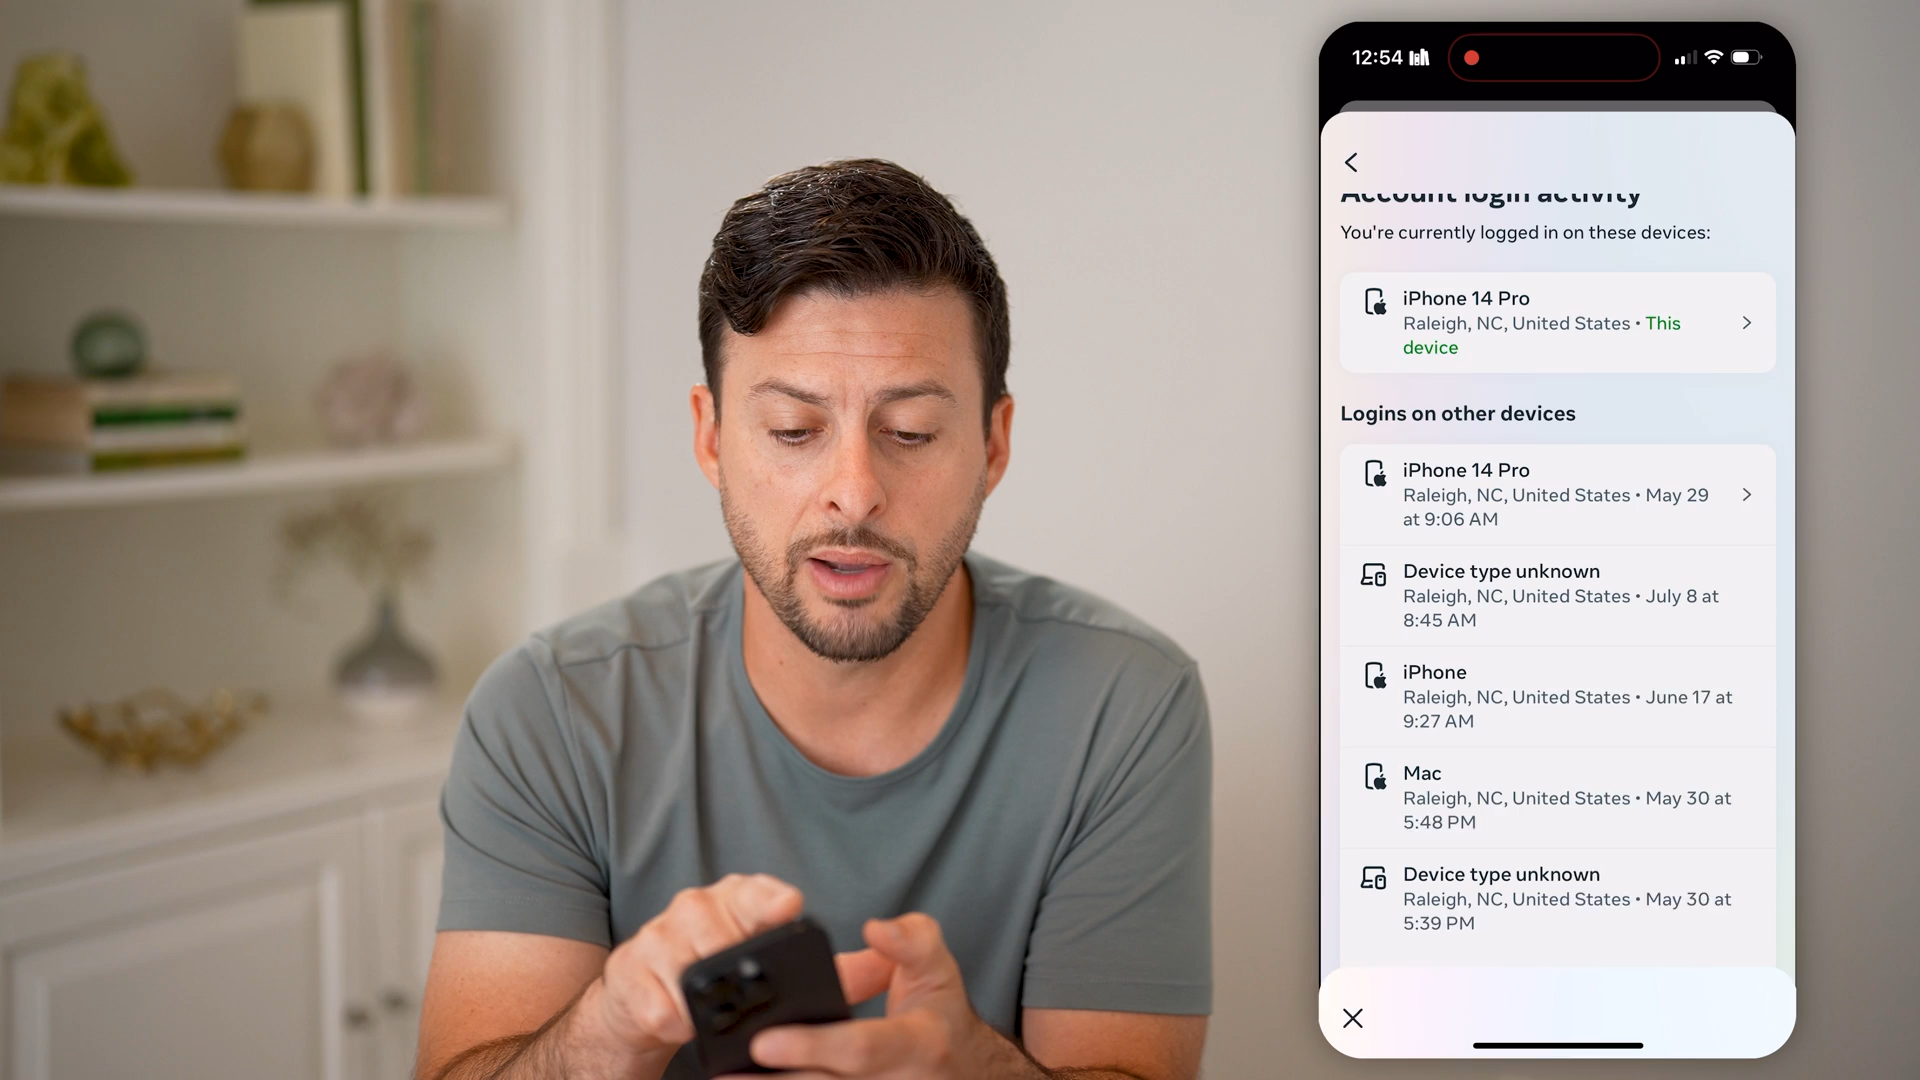 12:54
Account login activity
You're currently logged in on these devices:
iPhone 14 Pro
Raleigh, NC, United States • This
device
Logins on other devices
iPhone 14 Pro
Raleigh, NC, United States • May 29
at 9:06 AM
Device type unknown
Raleigh, NC, United States • July 8 at
8:45 AM
iPhone
Raleigh, NC, United States • June 17 at
9:27 AM
Mac
Raleigh, NC, United States • May 30 at
5:48 PM
Device type unknown
Raleigh, NC, United States • May 30 at
5:39 PM